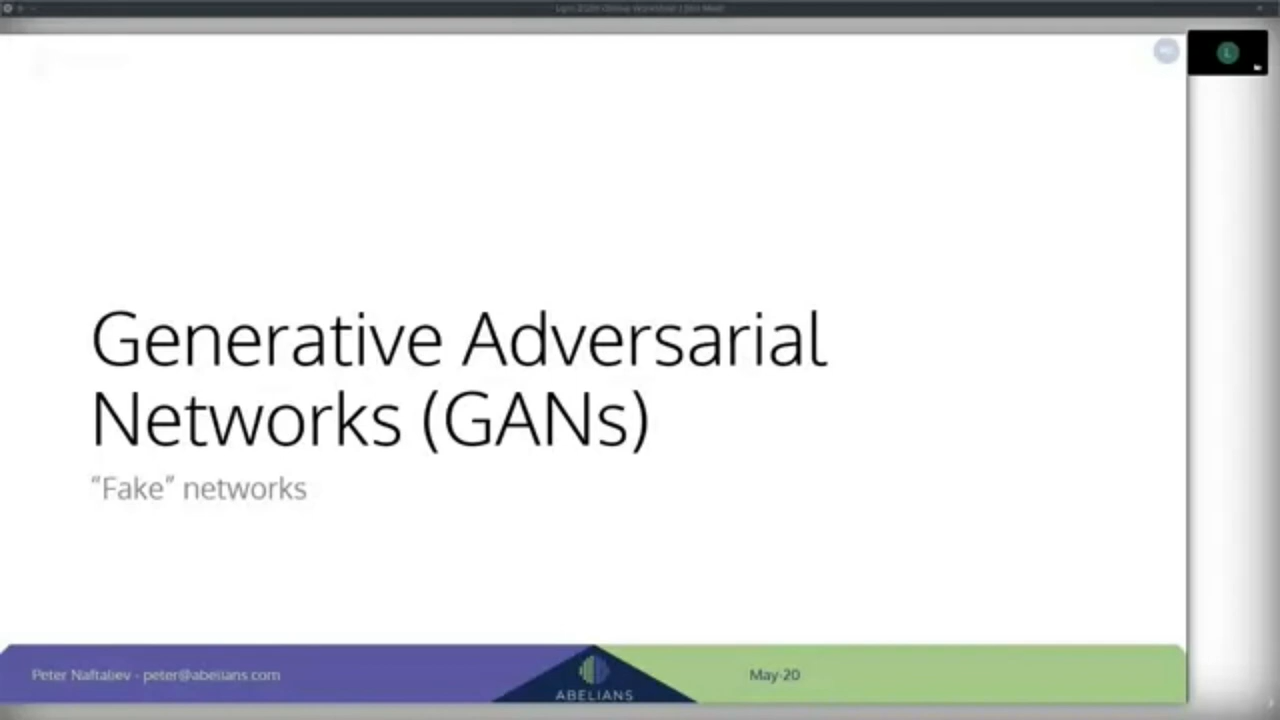 L
Generative Adversarial
Networks (GANs)
“Fake” networks
Peter Naftaliev - peter@abelians.com
ABELIANS
May-20